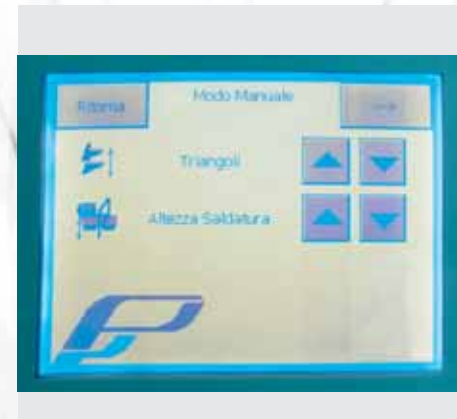 Ritorna
Modo Manuale
-->
Triangoli
Altezza Saldatura